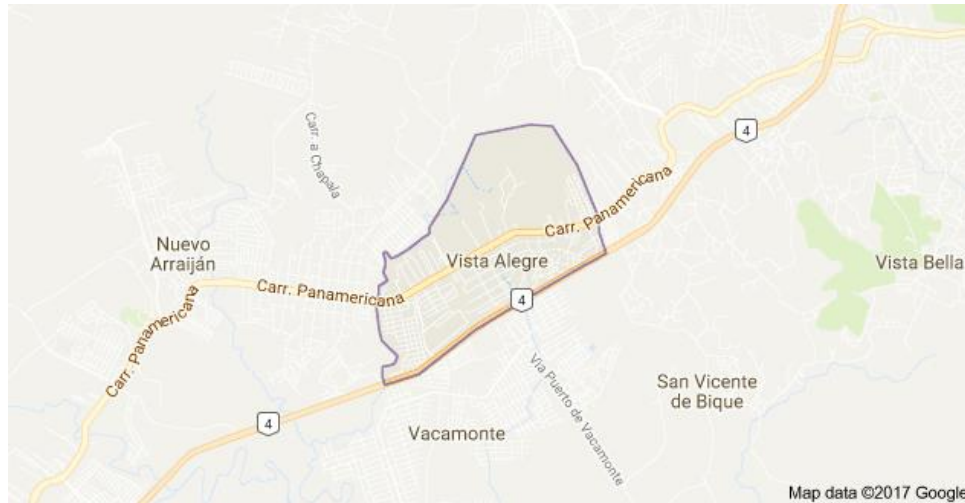 4
Carr. a Chapala
Carr. Panamericana
Nuevo
Arraiján
Vista Alegre
Vista Bella
Carr. Panamericana
4
Carr. Panamericana
Via Puerto de Vacamonte
San Vicente
de Bique
4
Vacamonte
Map data ©2017 Google